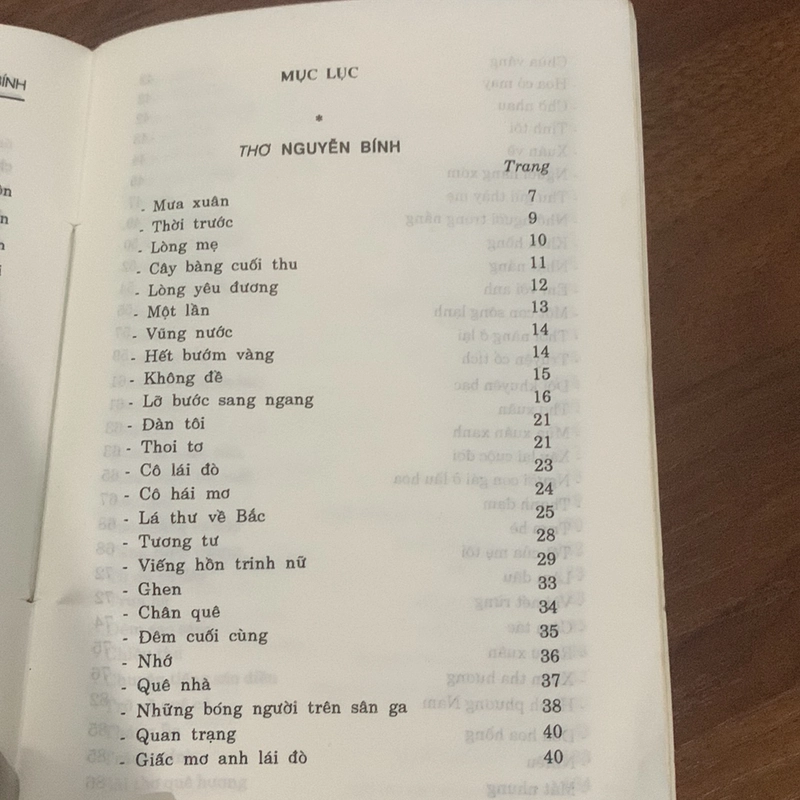 BÍNH
MỤC LỤC
*
THƠ NGUYỄN BÍNH
Trang
- Mưa xuân 7
- Thời trước 9
- Lòng mẹ 10
- Cây bàng cuối thu 11
- Lòng yêu đương 12
- Một lần 13
- Vũng nước 14
- Hết bướm vàng 14
- Không đề 15
- Lỡ bước sang ngang 16
- Đàn tôi 21
- Thoi tơ 21
- Cô lái đò 23
- Cô hái mơ 24
- Lá thư về Bắc 25
- Tương tư 28
- Viếng hồn trinh nữ 29
- Ghen 33
- Chân quê 34
- Đêm cuối cùng 35
- Nhớ 36
- Quê nhà 37
- Những bóng người trên sân ga 38
- Quan trạng 40
- Giấc mơ anh lái đò 40